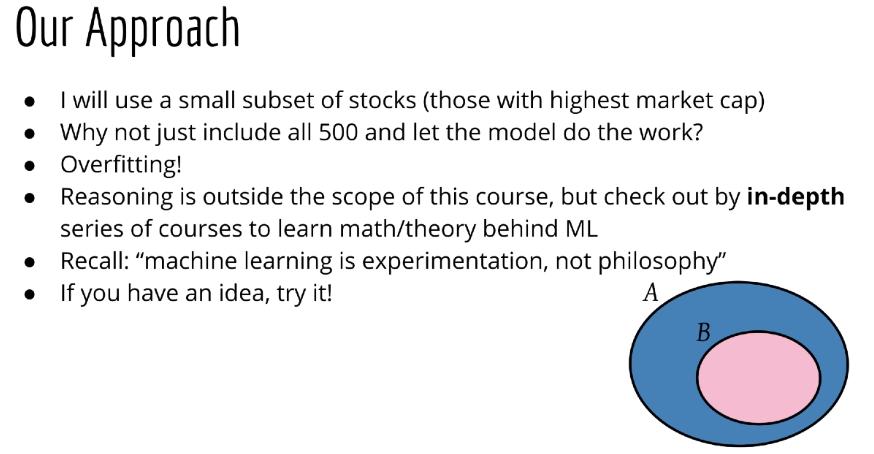 Our Approach
● I will use a small subset of stocks (those with highest market cap)
● Why not just include all 500 and let the model do the work?
● Overfitting!
● Reasoning is outside the scope of this course, but check out by in-depth
series of courses to learn math/theory behind ML
● Recall: “machine learning is experimentation, not philosophy”
● If you have an idea, try it!
A
B